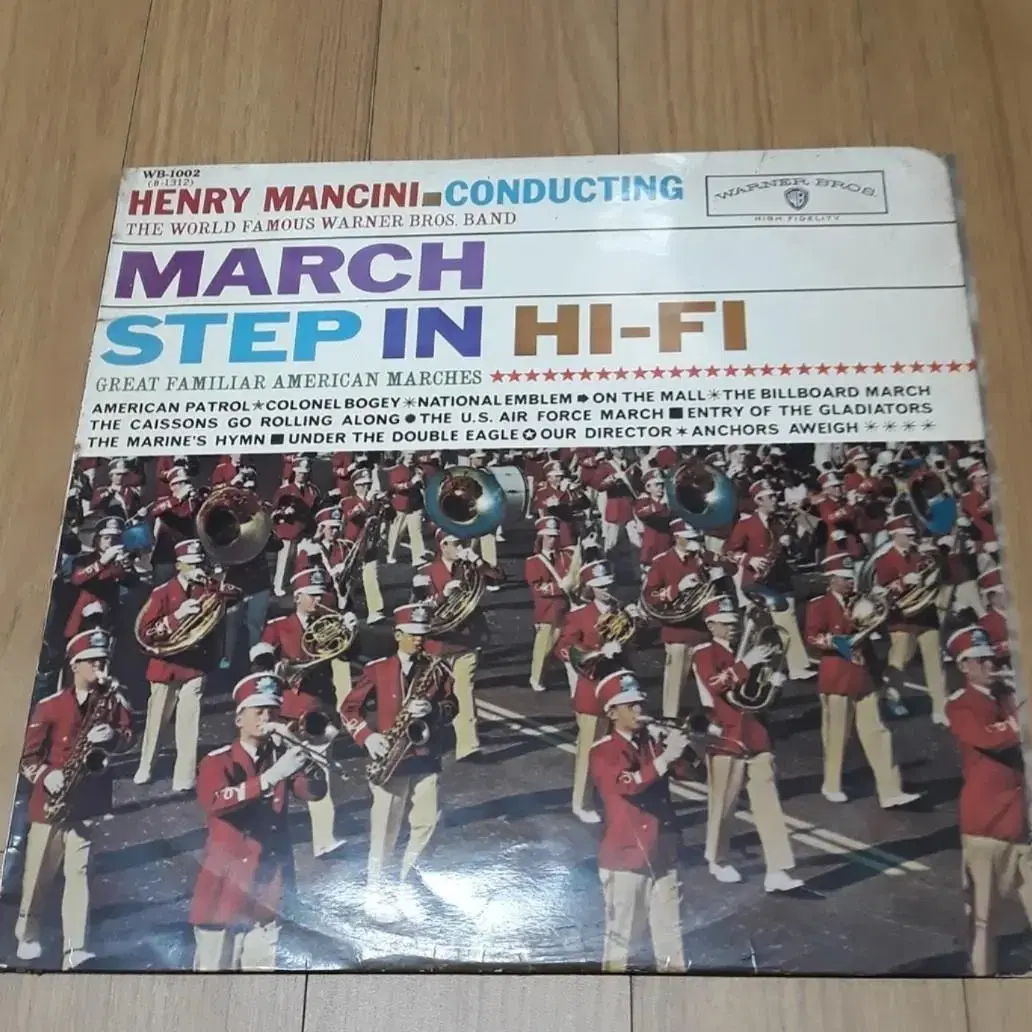 WB-1002
(B-1312)
HENRY MANCINI CONDUCTING
THE WORLD FAMOUS WARNER BROS. BAND
WARNER BROS.
WB
HIGH FIDELITY
MARCH
STEP IN HI-FI
GREAT FAMILIAR AMERICAN MARCHES ★★★★★★★★★★★★★★★★★★★★★★★★★★★★
AMERICAN PATROL★COLONEL BOGEY✳NATIONAL EMBLEM➡ON THE MALL✳THE BILLBOARD MARCH
THE CAISSONS GO ROLLING ALONG●THE U.S. AIR FORCE MARCH■ENTRY OF THE GLADIATORS
THE MARINE'S HYMN■UNDER THE DOUBLE EAGLE✪OUR DIRECTOR✶ANCHORS AWEIGH✳✳✳✳